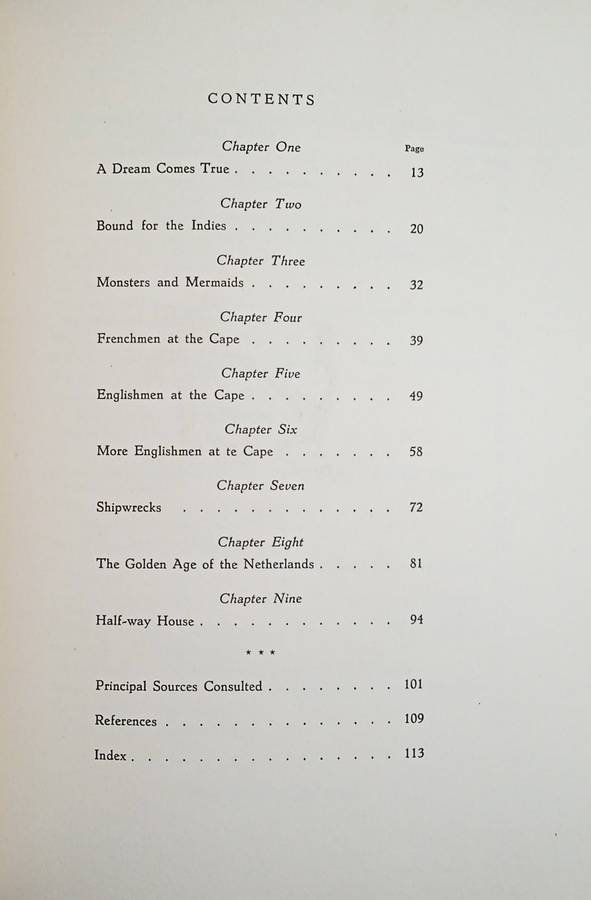 CONTENTS
Chapter One Page
A Dream Comes True . . . . . . . . . . 13
Chapter Two
Bound for the Indies . . . . . . . . . . 20
Chapter Three
Monsters and Mermaids . . . . . . . . . 32
Chapter Four
Frenchmen at the Cape . . . . . . . . . 39
Chapter Five
Englishmen at the Cape . . . . . . . . . 49
Chapter Six
More Englishmen at te Cape . . . . . . . 58
Chapter Seven
Shipwrecks . . . . . . . . . . . . . 72
Chapter Eight
The Golden Age of the Netherlands . . . . . 81
Chapter Nine
Half-way House . . . . . . . . . . . . 94
* * *
Principal Sources Consulted . . . . . . . . 101
References . . . . . . . . . . . . . . 109
Index . . . . . . . . . . . . . . . . 113